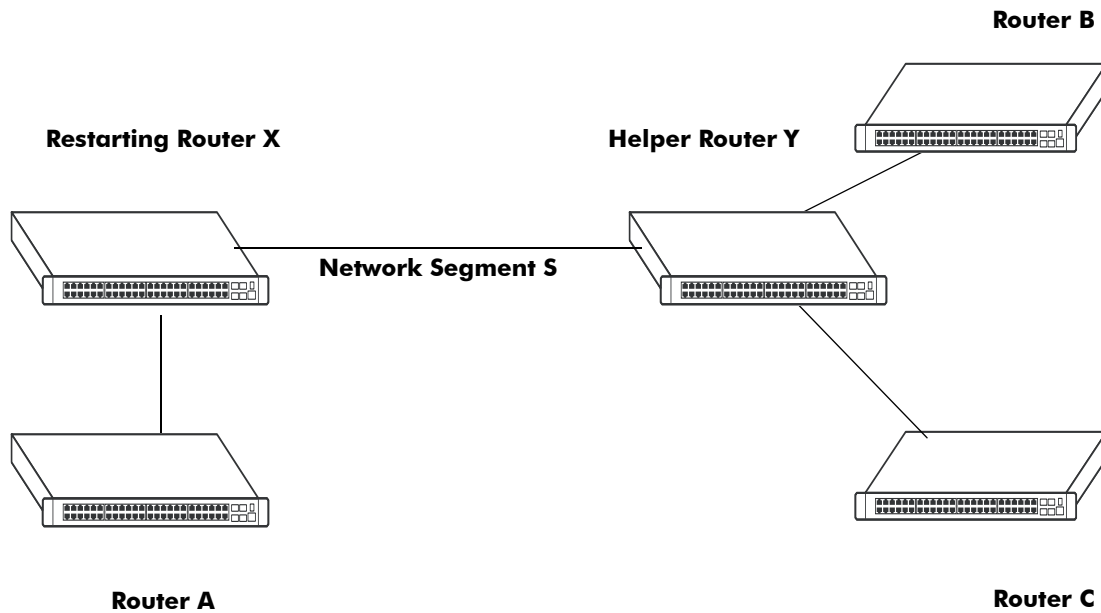 Router B
Restarting Router X
Helper Router Y
Network Segment S
Router A
Router C